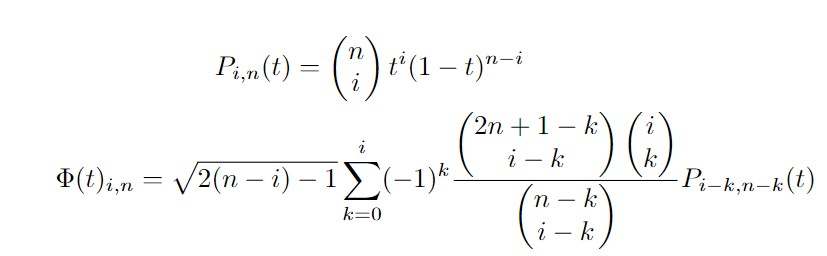 P_{i,n}(t) = \binom{n}{i} t^i (1 - t)^{n-i}
\Phi(t)_{i,n} = \sqrt{2(n - i) - 1} \sum_{k=0}^{i} (-1)^k \frac{\binom{2n + 1 - k}{i - k} \binom{i}{k}}{\binom{n - k}{i - k}} P_{i-k,n-k}(t)